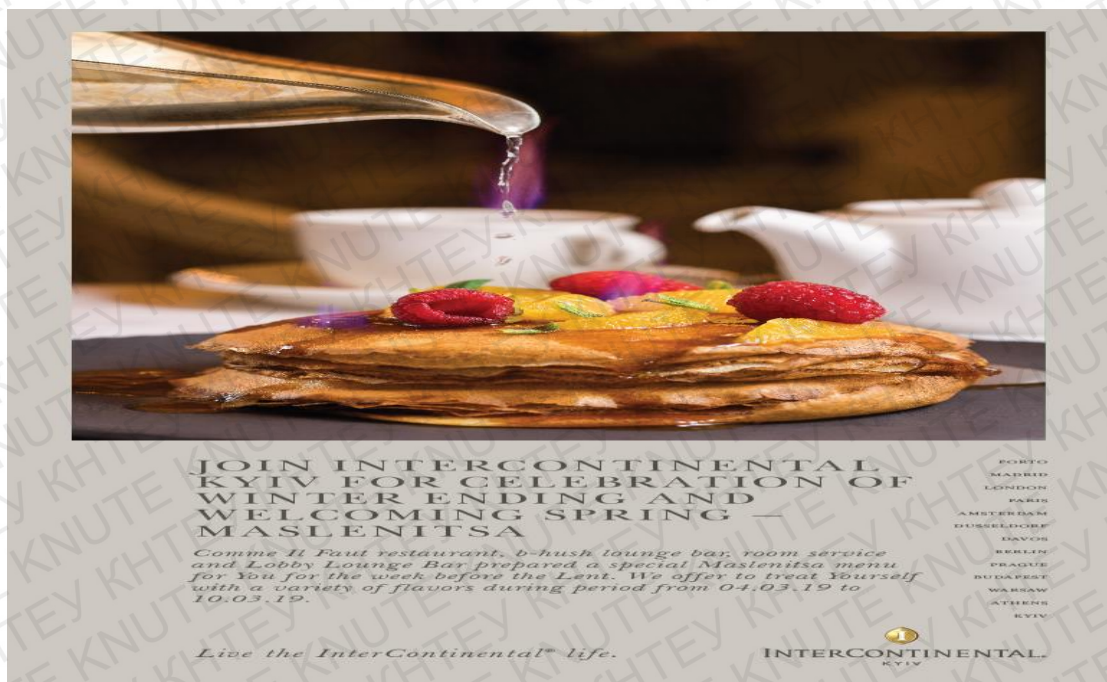 JOIN INTERCONTINENTAL
KYIV FOR CELEBRATION OF
WINTER ENDING AND
WELCOMING SPRING —
MASLENITSA
Comme Il Faut restaurant, b-hush lounge bar, room service
and Lobby Lounge Bar prepared a special Maslenitsa menu
for You for the week before the Lent. We offer to treat Yourself
with a variety of flavors during period from 04.03.19 to
10.03.19.
Live the InterContinental® life.
PORTO
MADRID
LONDON
PARIS
AMSTERDAM
DUSSELDORF
DAVOS
BERLIN
PRAGUE
BUDAPEST
WARSAW
ATHENS
KYIV
INTERCONTINENTAL.
KYIV
KNUTE KHTEY